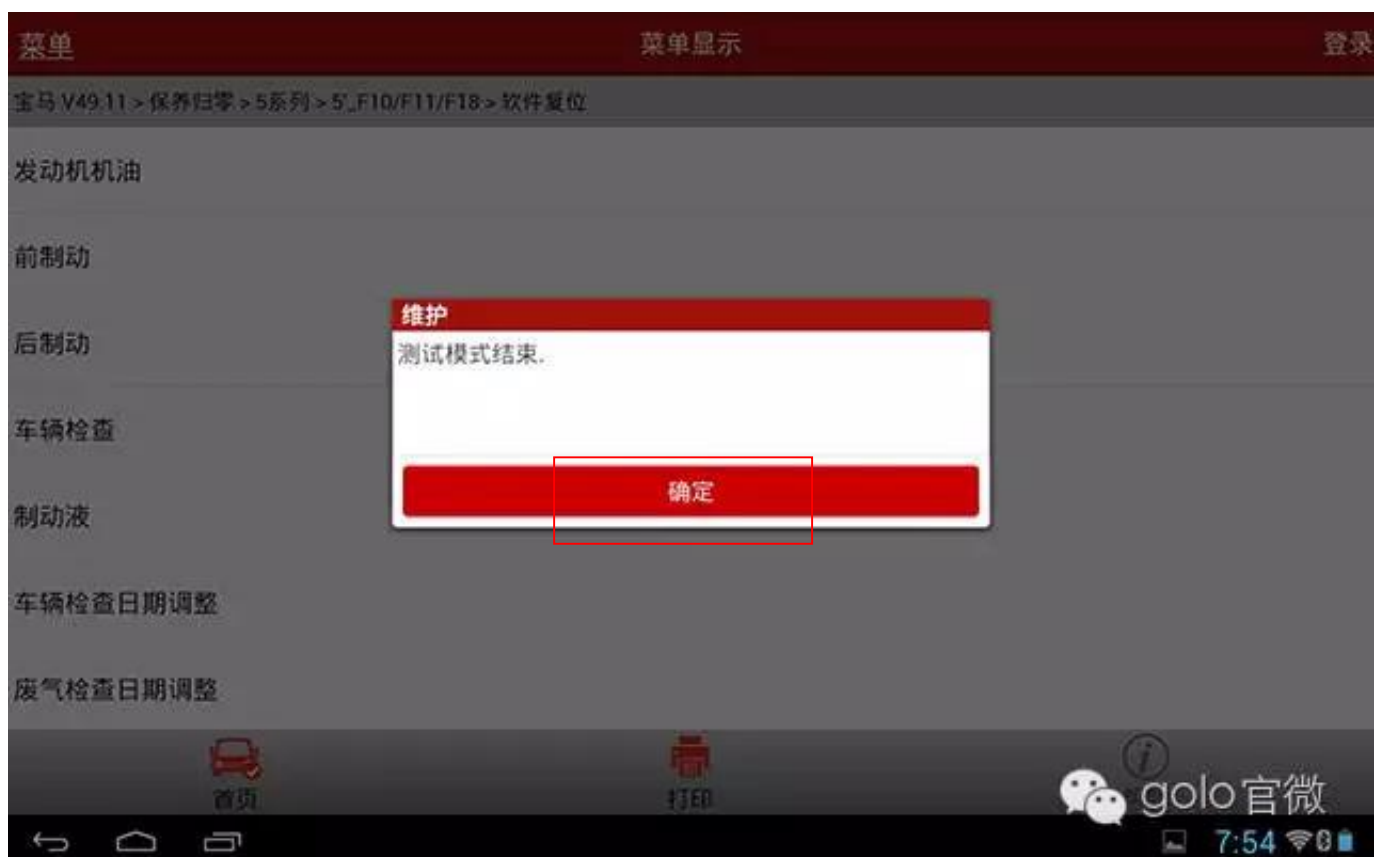 菜单 菜单显示 登录
宝马 V49.11 > 保养归零 > 5系列 > 5'_F10/F11/F18 > 软件复位
发动机机油
前制动
维护
后制动
测试模式结束.
车辆检查
确定
制动液
车辆检查日期调整
废气检查日期调整
首页 打印
golo官微
7:54